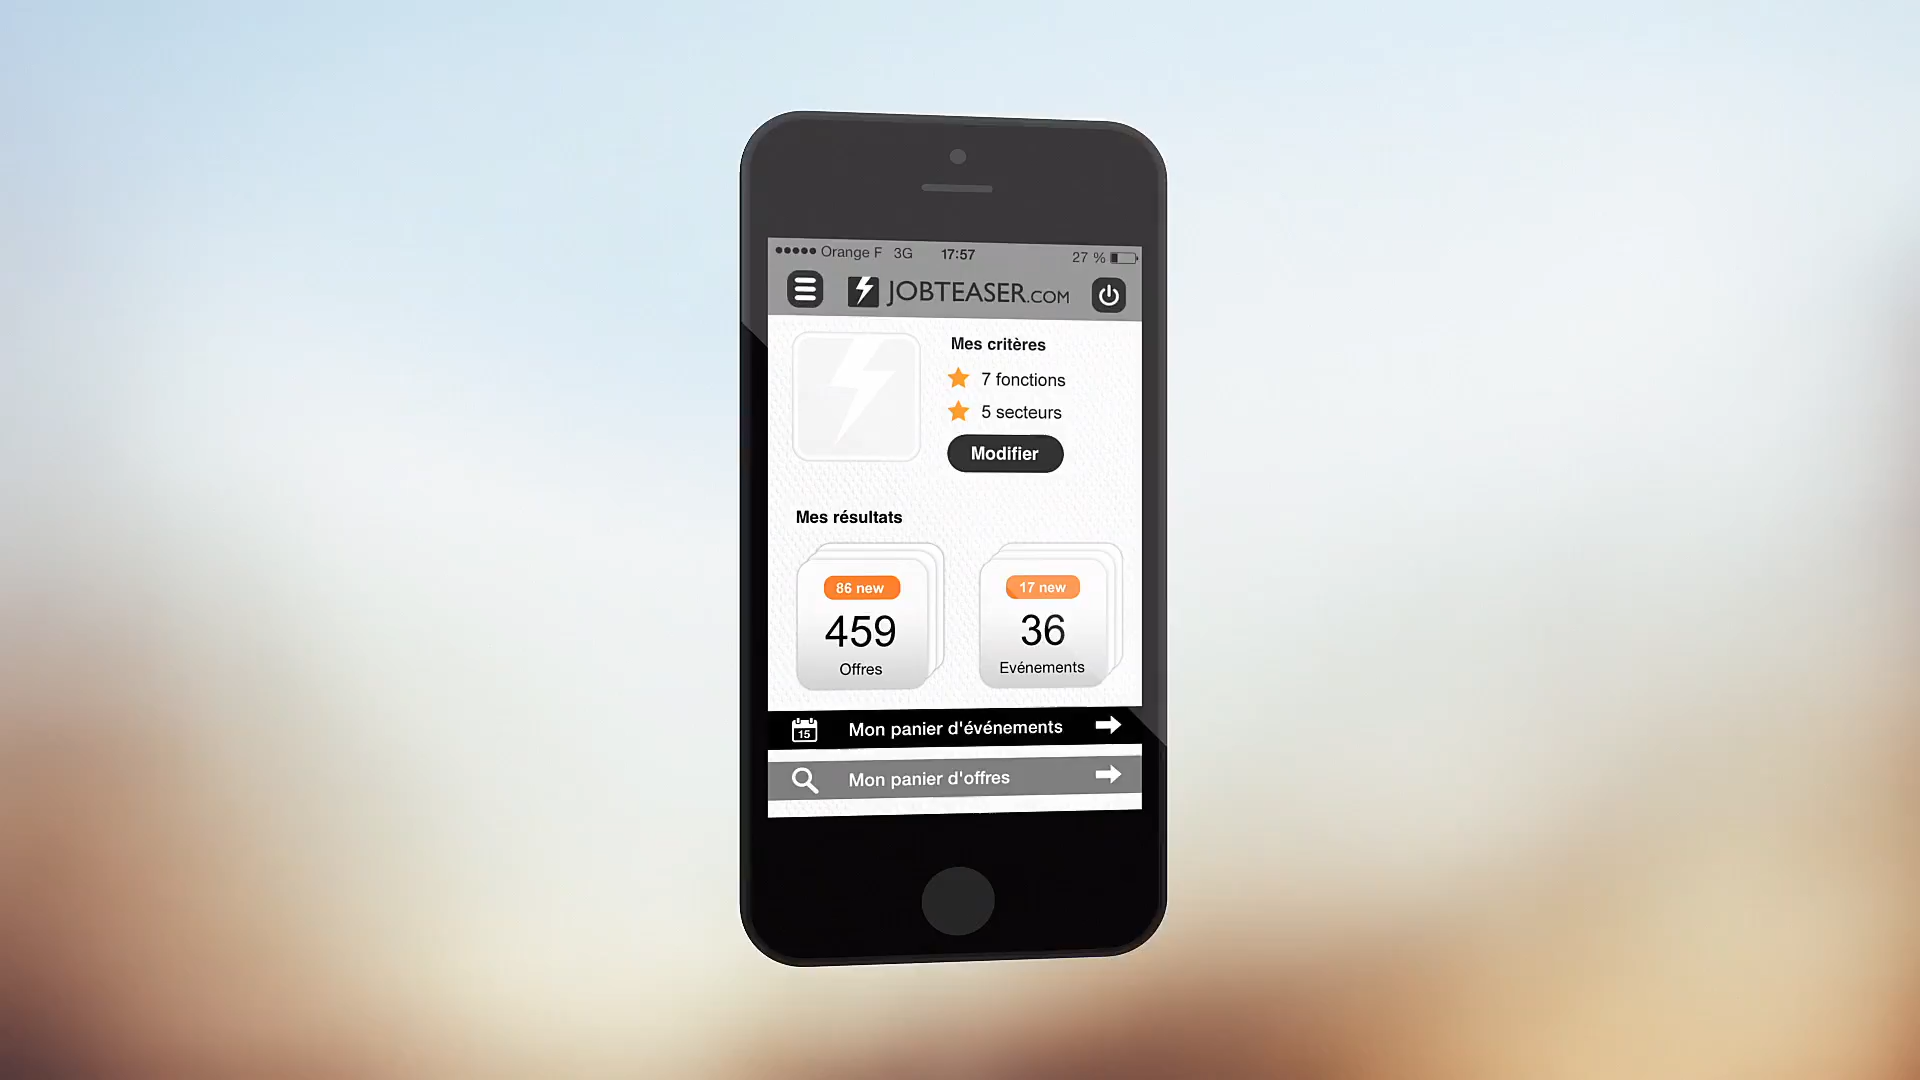 Orange F 3G 17:57 27 %
JOBTEASER.COM
Mes critères
7 fonctions
5 secteurs
Modifier
Mes résultats
86 new
459
Offres
17 new
36
Evénements
15
Mon panier d'événements
Mon panier d'offres